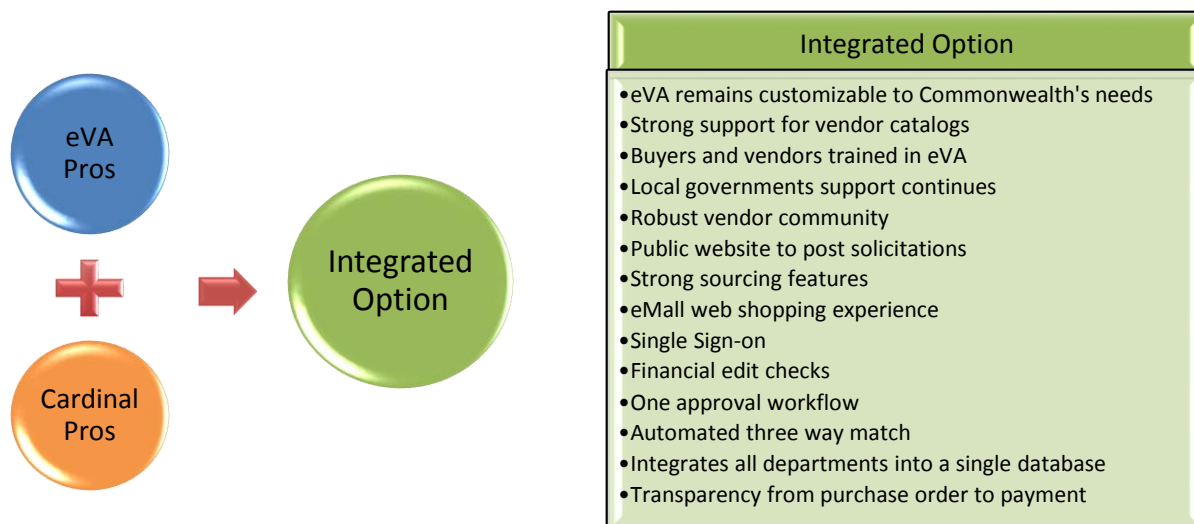 eVA
Pros
Cardinal
Pros
Integrated
Option
Integrated Option
•eVA remains customizable to Commonwealth's needs
•Strong support for vendor catalogs
•Buyers and vendors trained in eVA
•Local governments support continues
•Robust vendor community
•Public website to post solicitations
•Strong sourcing features
•eMall web shopping experience
•Single Sign-on
•Financial edit checks
•One approval workflow
•Automated three way match
•Integrates all departments into a single database
•Transparency from purchase order to payment